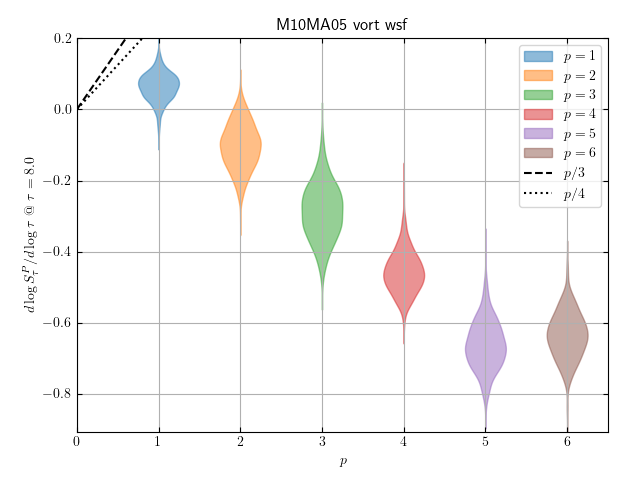 M10MA05 vort wsf
d log S_τ^P / d log τ @ τ = 8.0
0.2
0.0
−0.2
−0.4
−0.6
−0.8
0 1 2 3 4 5 6
p
p = 1
p = 2
p = 3
p = 4
p = 5
p = 6
p/3
p/4